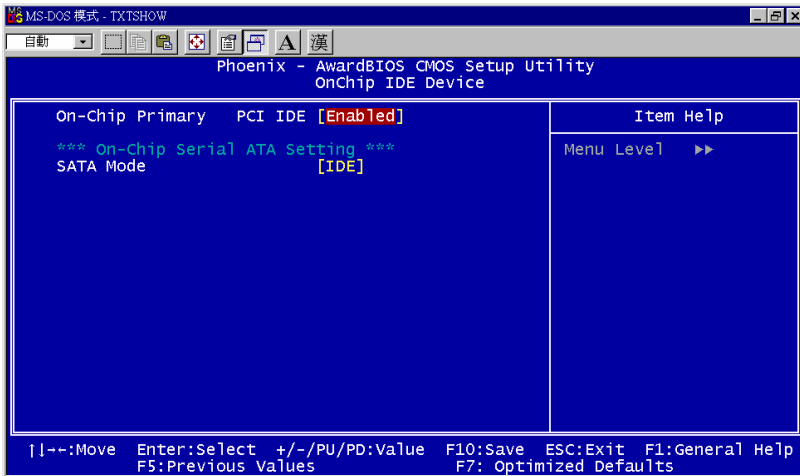 MS-DOS 模式 - TXTSHOW
自動 A 漢
Phoenix - AwardBIOS CMOS Setup Utility
OnChip IDE Device
On-Chip Primary PCI IDE [Enabled]
*** On-Chip Serial ATA Setting ***
SATA Mode [IDE]
Item Help
Menu Level ▶▶
↑↓→←:Move Enter:Select +/-/PU/PD:Value F10:Save ESC:Exit F1:General Help
F5:Previous Values F7: Optimized Defaults